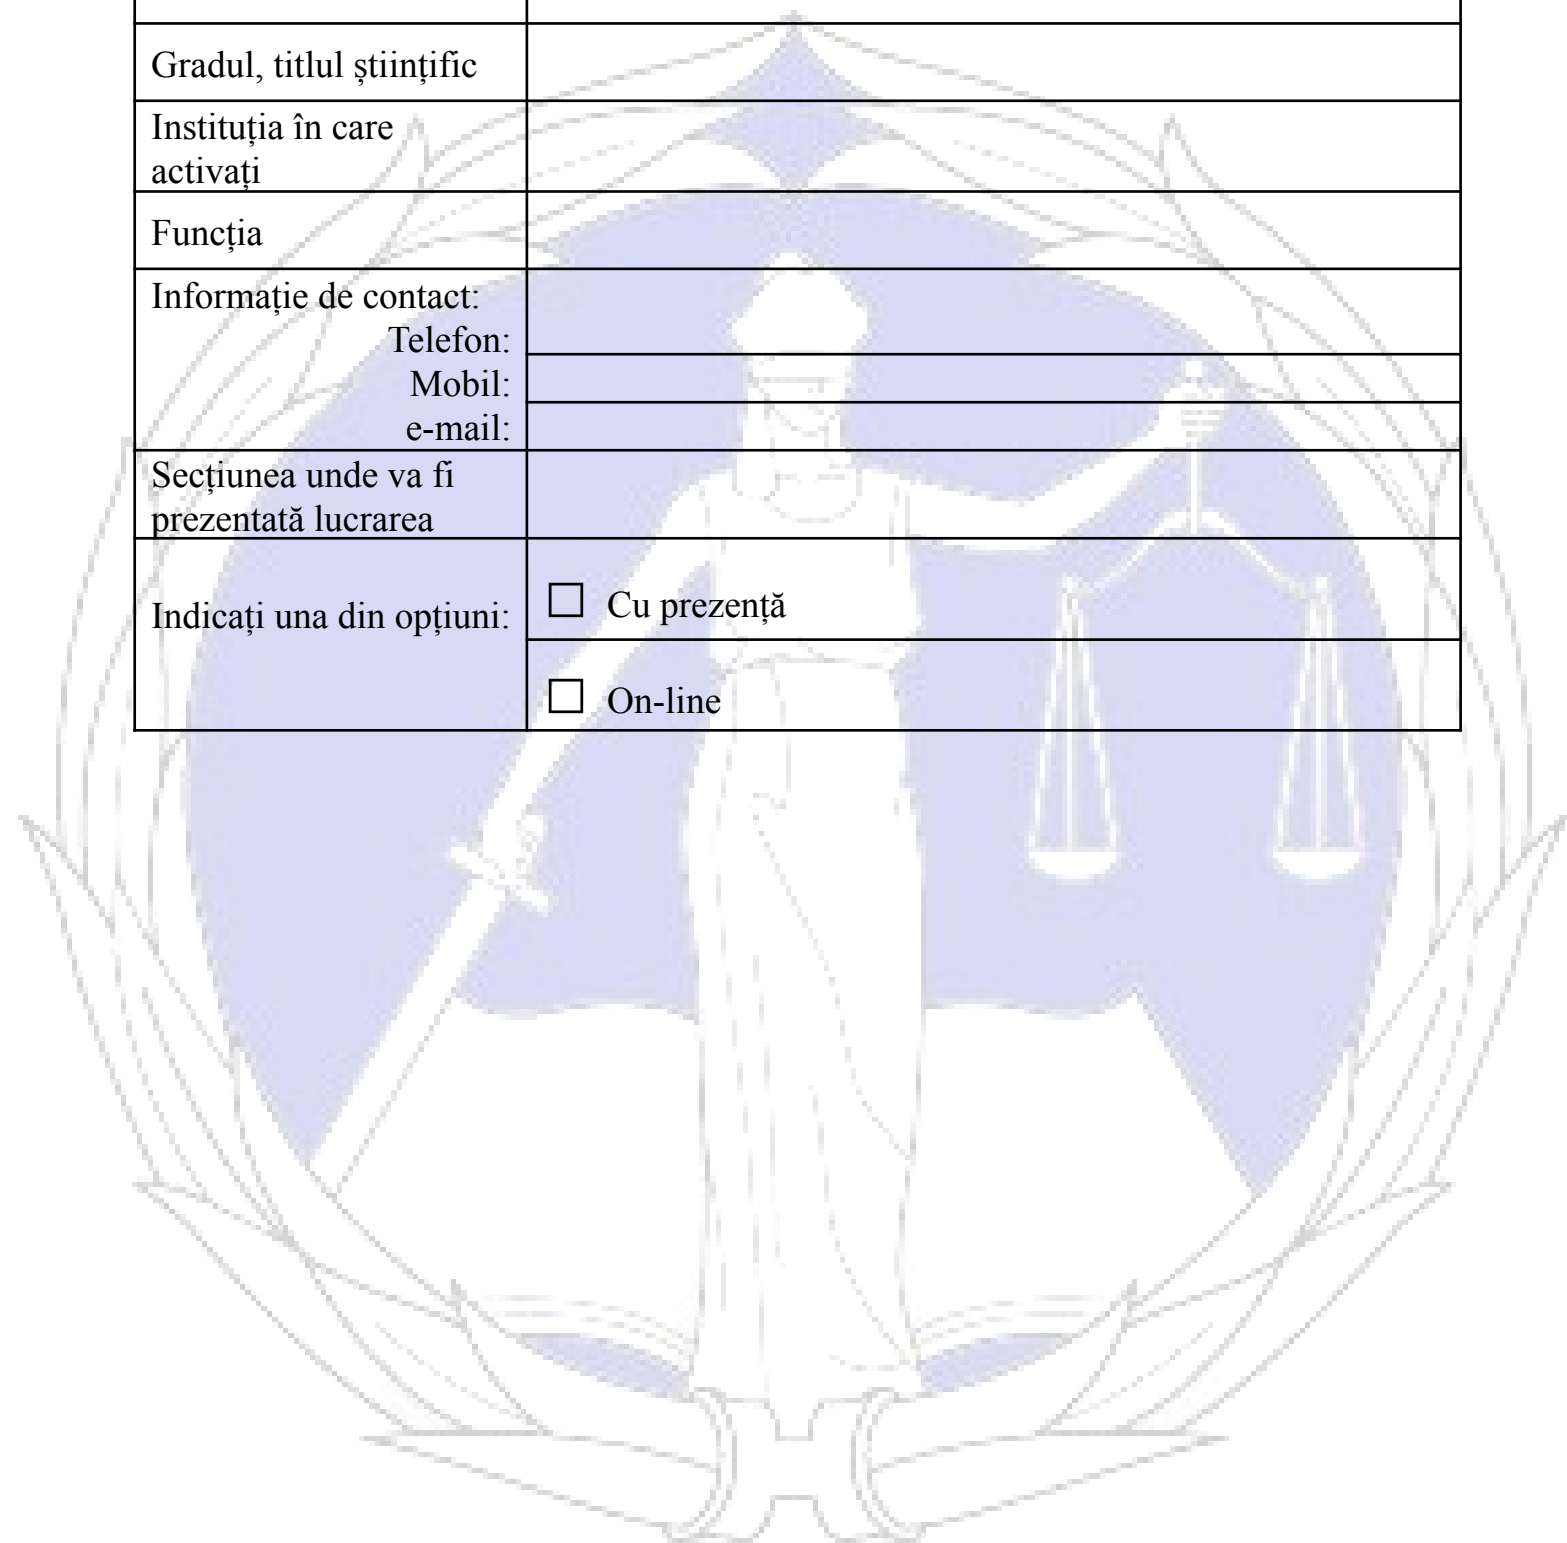 Gradul, titlul științific
Instituția în care
activați
Funcția
Informație de contact:
Telefon:
Mobil:
e-mail:
Secțiunea unde va fi
prezentată lucrarea
Indicați una din opțiuni:
☐ Cu prezență
☐ On-line